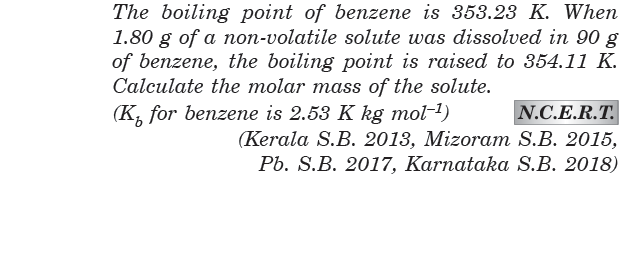 The boiling point of benzene is 353.23 K. When
1.80 g of a non-volatile solute was dissolved in 90 g
of benzene, the boiling point is raised to 354.11 K.
Calculate the molar mass of the solute.
(K_b for benzene is 2.53 K kg mol⁻¹) N.C.E.R.T.
(Kerala S.B. 2013, Mizoram S.B. 2015,
Pb. S.B. 2017, Karnataka S.B. 2018)